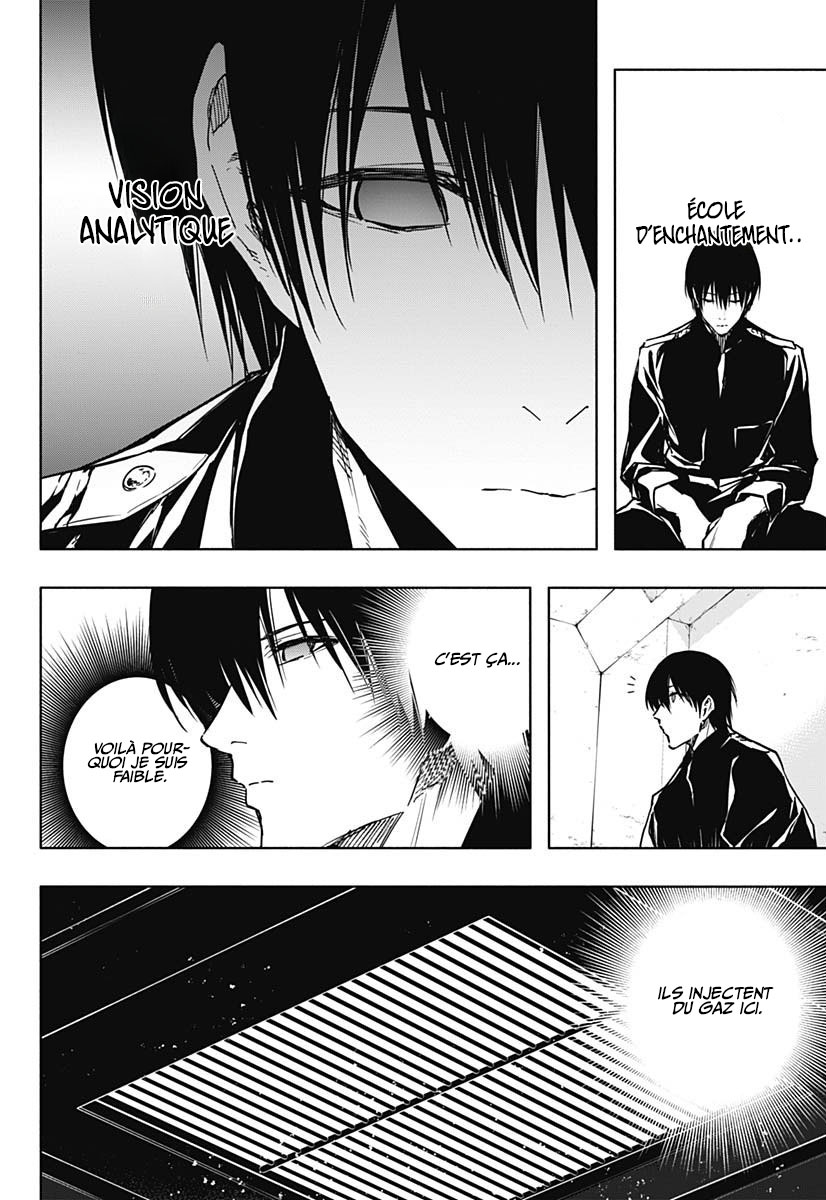 ÉCOLE
D'ENCHANTEMENT..
VISION
ANALYTIQUE
C'EST ÇA...
VOILÀ POUR-
QUOI JE SUIS
FAIBLE.
ILS INJECTENT
DU GAZ ICI.